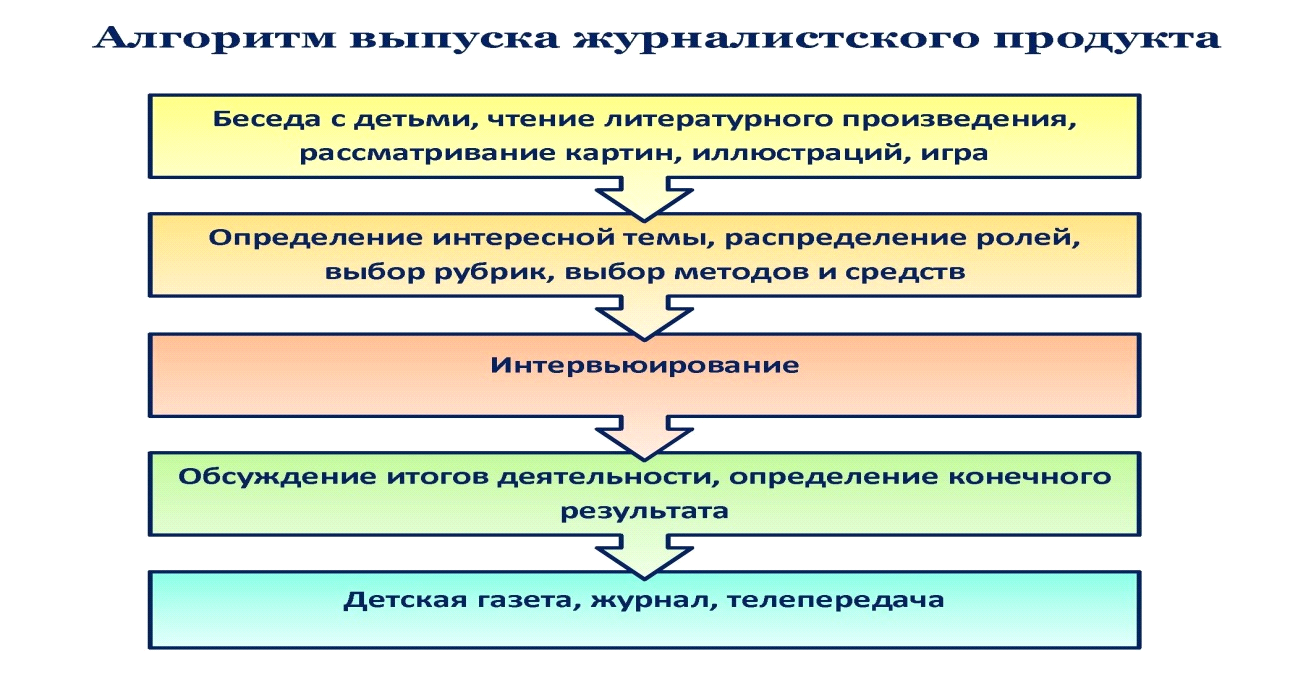 Алгоритм выпуска журналистского продукта
Беседа с детьми, чтение литературного произведения,
рассматривание картин, иллюстраций, игра
Определение интересной темы, распределение ролей,
выбор рубрик, выбор методов и средств
Интервьюирование
Обсуждение итогов деятельности, определение конечного
результата
Детская газета, журнал, телепередача